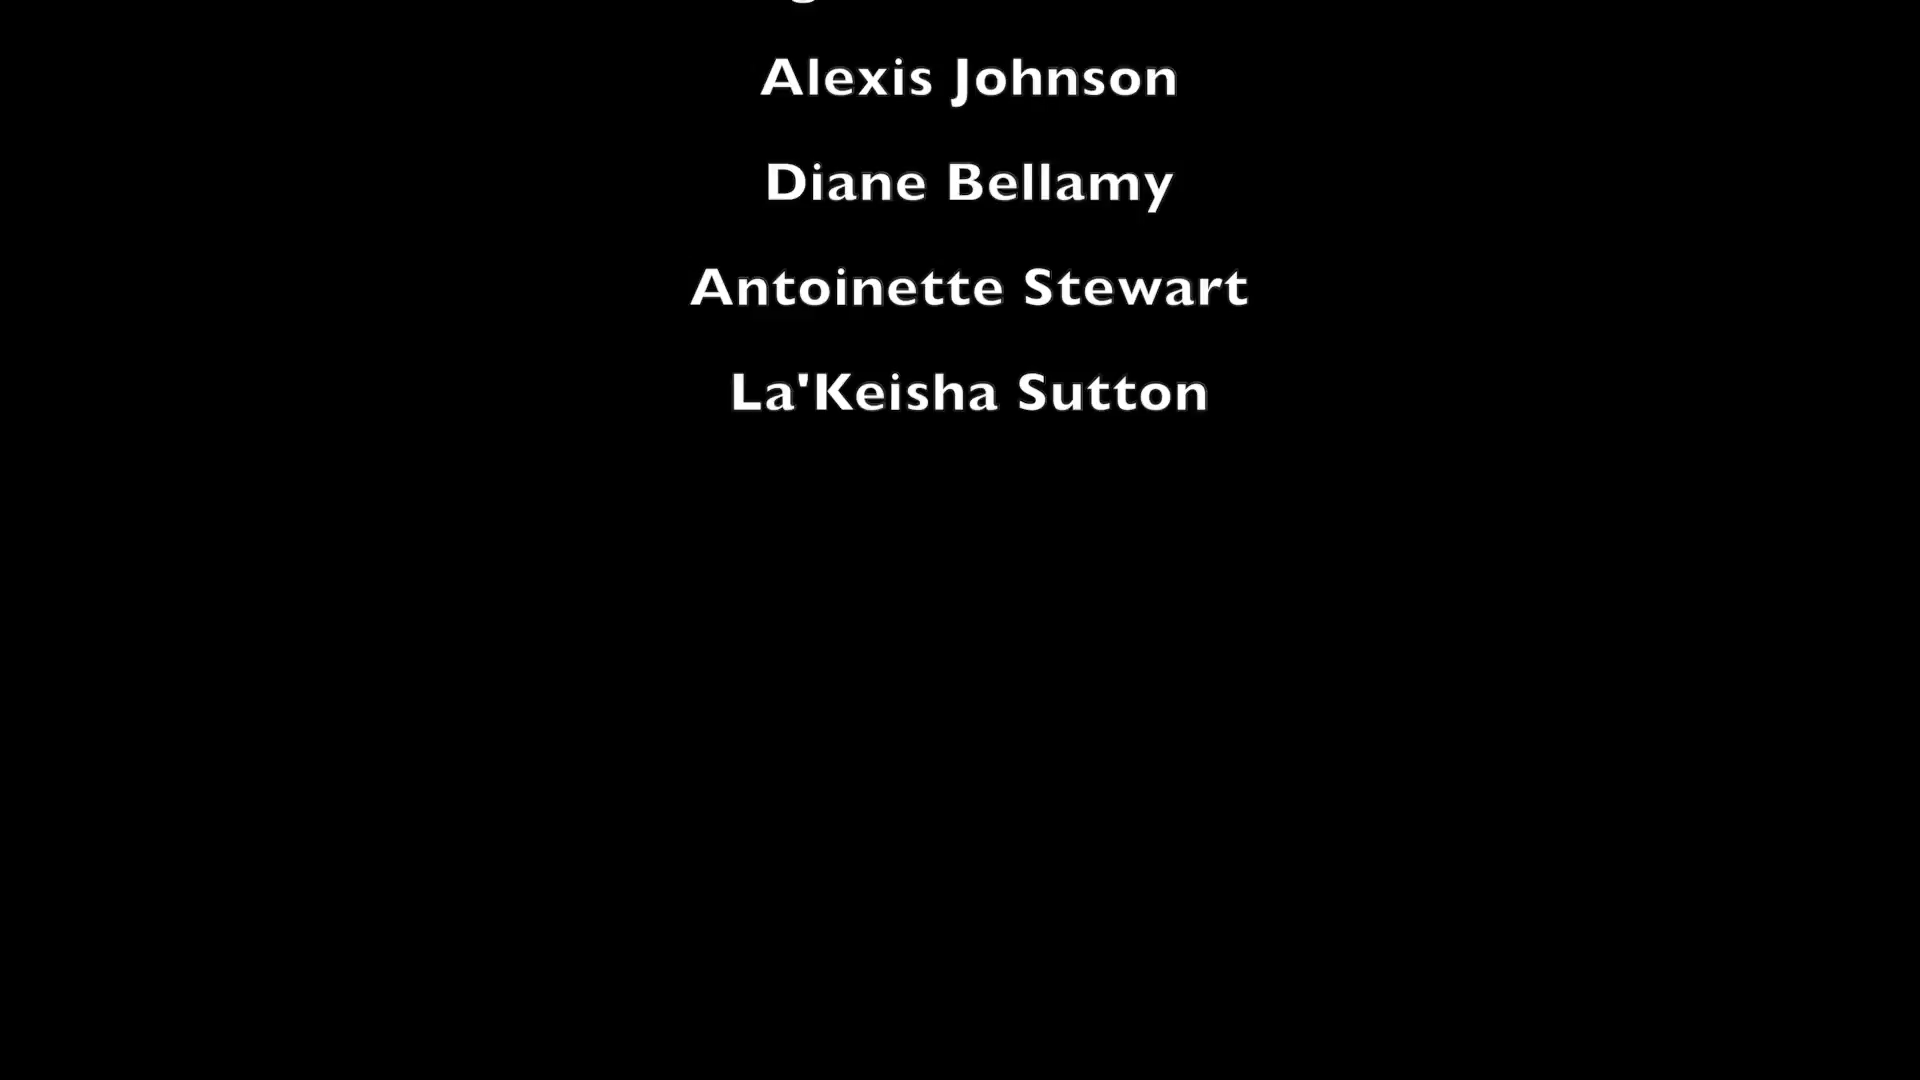 Alexis Johnson
Diane Bellamy
Antoinette Stewart
La'Keisha Sutton